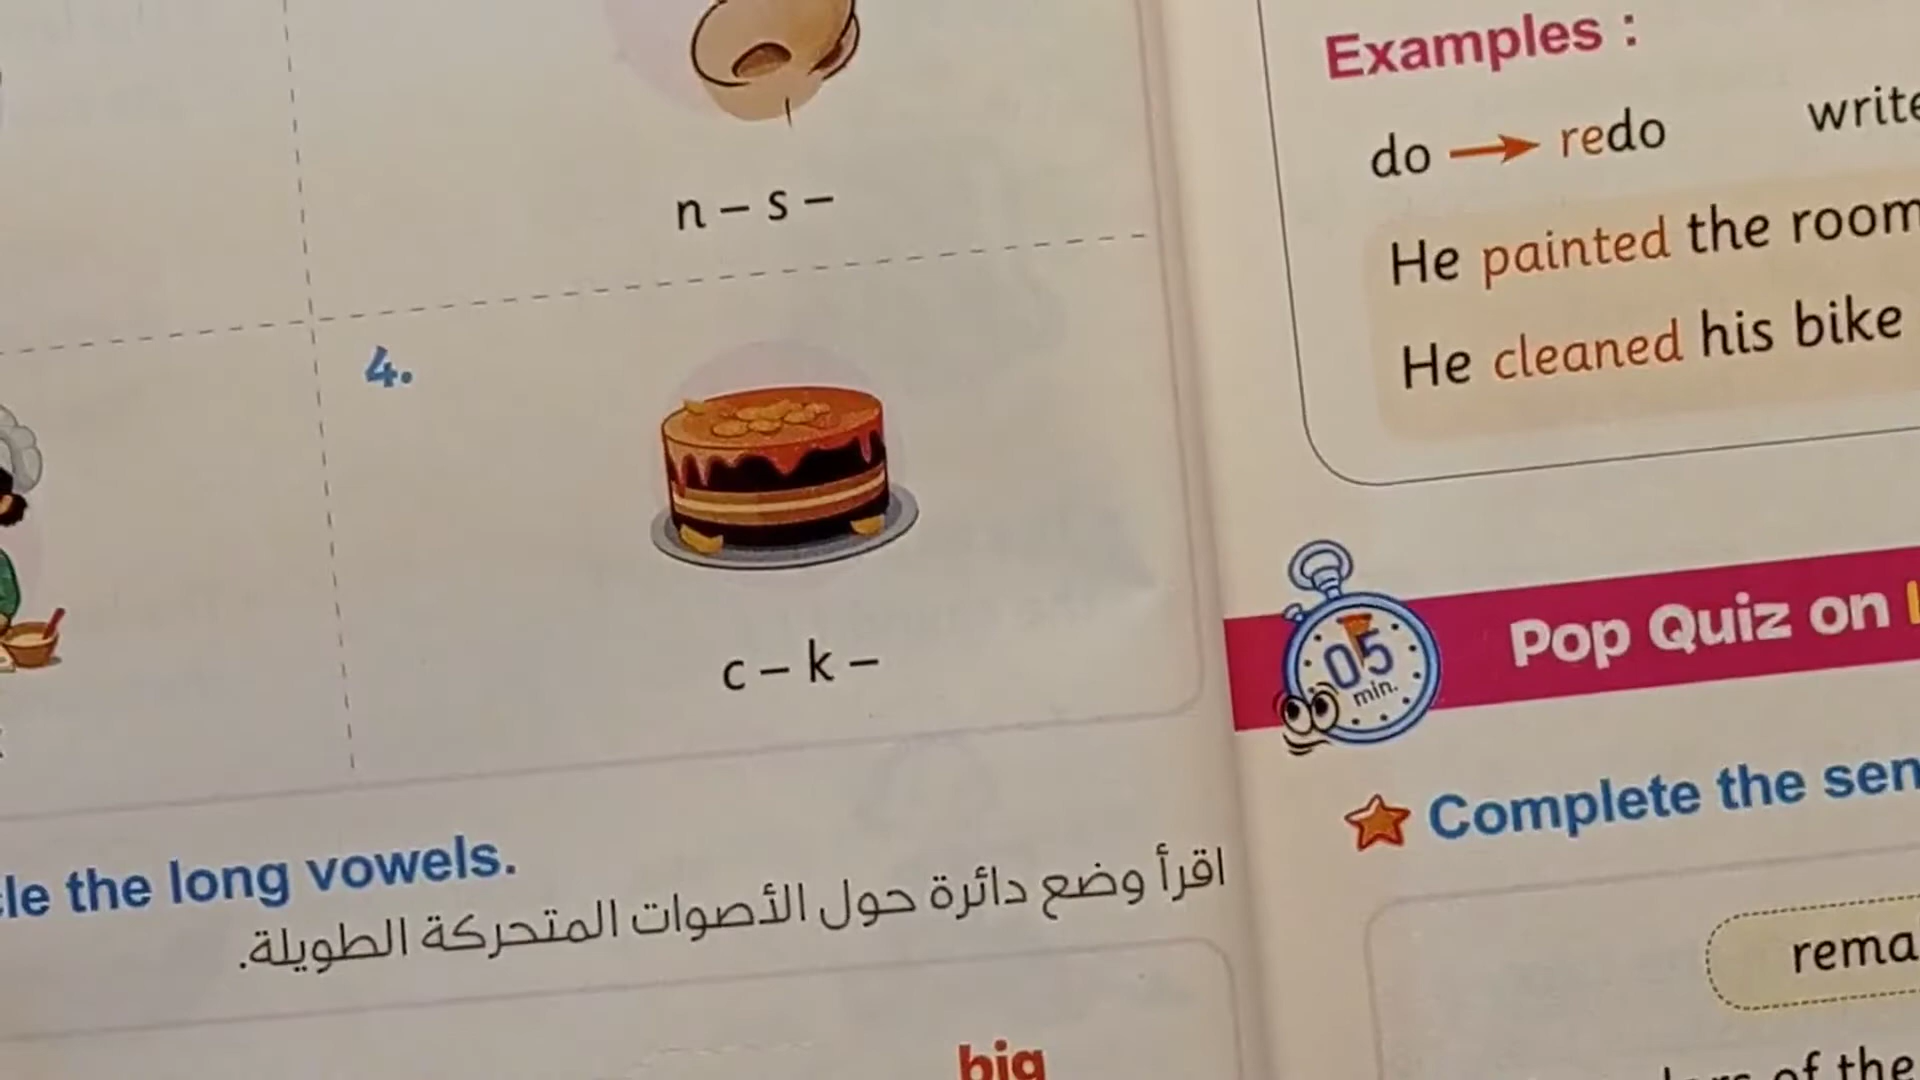 n – s –
4.
c – k –
the long vowels.
اقرأ وضع دائرة حول الأصوات المتحركة الطويلة.
big
Examples :
do → redo write
He painted the room
He cleaned his bike
05
min.
Pop Quiz on
Complete the sen
rema
of the